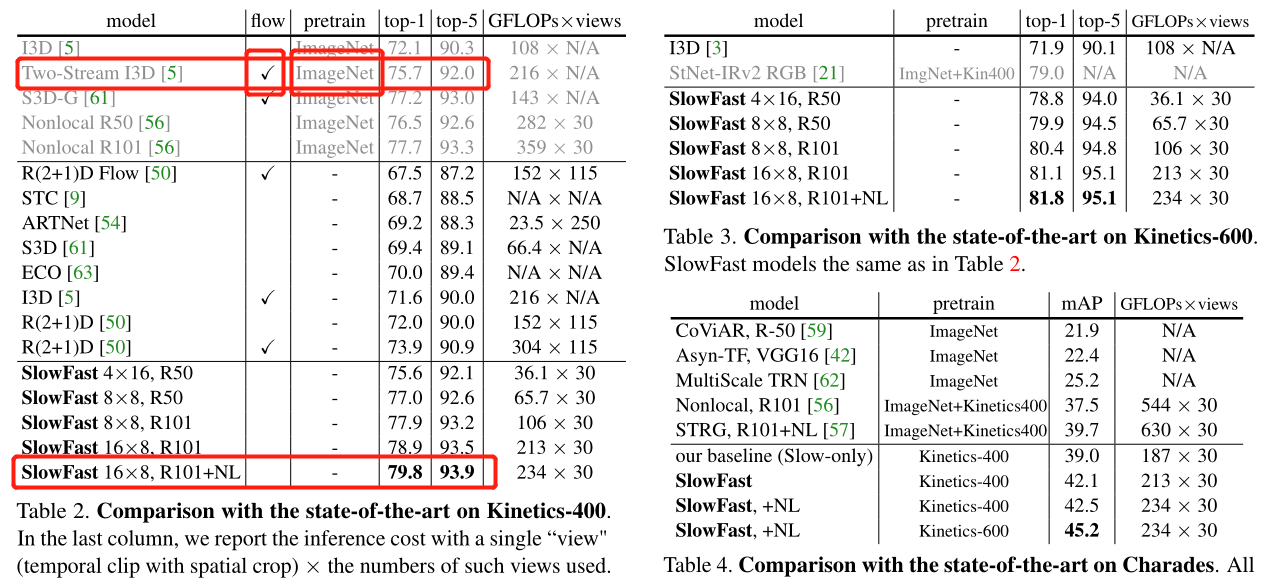 model flow pretrain top-1 top-5 GFLOPs×views
I3D [5] ImageNet 72.1 90.3 108 × N/A
Two-Stream I3D [5] ✓ ImageNet 75.7 92.0 216 × N/A
S3D-G [61] ✓ ImageNet 77.2 93.0 143 × N/A
Nonlocal R50 [56] ImageNet 76.5 92.6 282 × 30
Nonlocal R101 [56] ImageNet 77.7 93.3 359 × 30
R(2+1)D Flow [50] ✓ - 67.5 87.2 152 × 115
STC [9] - 68.7 88.5 N/A × N/A
ARTNet [54] - 69.2 88.3 23.5 × 250
S3D [61] - 69.4 89.1 66.4 × N/A
ECO [63] - 70.0 89.4 N/A × N/A
I3D [5] ✓ - 71.6 90.0 216 × N/A
R(2+1)D [50] - 72.0 90.0 152 × 115
R(2+1)D [50] ✓ - 73.9 90.9 304 × 115
SlowFast 4×16, R50 - 75.6 92.1 36.1 × 30
SlowFast 8×8, R50 - 77.0 92.6 65.7 × 30
SlowFast 8×8, R101 - 77.9 93.2 106 × 30
SlowFast 16×8, R101 - 78.9 93.5 213 × 30
SlowFast 16×8, R101+NL - 79.8 93.9 234 × 30
Table 2. Comparison with the state-of-the-art on Kinetics-400.
In the last column, we report the inference cost with a single “view"
(temporal clip with spatial crop) × the numbers of such views used.
model pretrain top-1 top-5 GFLOPs×views
I3D [3] - 71.9 90.1 108 × N/A
StNet-IRv2 RGB [21] ImgNet+Kin400 79.0 N/A N/A
SlowFast 4×16, R50 - 78.8 94.0 36.1 × 30
SlowFast 8×8, R50 - 79.9 94.5 65.7 ×30
SlowFast 8×8, R101 - 80.4 94.8 106 × 30
SlowFast 16×8, R101 - 81.1 95.1 213 × 30
SlowFast 16×8, R101+NL - 81.8 95.1 234 × 30
Table 3. Comparison with the state-of-the-art on Kinetics-600.
SlowFast models the same as in Table 2.
model pretrain mAP GFLOPs×views
CoViAR, R-50 [59] ImageNet 21.9 N/A
Asyn-TF, VGG16 [42] ImageNet 22.4 N/A
MultiScale TRN [62] ImageNet 25.2 N/A
Nonlocal, R101 [56] ImageNet+Kinetics400 37.5 544 × 30
STRG, R101+NL [57] ImageNet+Kinetics400 39.7 630 × 30
our baseline (Slow-only) Kinetics-400 39.0 187 × 30
SlowFast Kinetics-400 42.1 213 × 30
SlowFast, +NL Kinetics-400 42.5 234 × 30
SlowFast, +NL Kinetics-600 45.2 234 × 30
Table 4. Comparison with the state-of-the-art on Charades. All